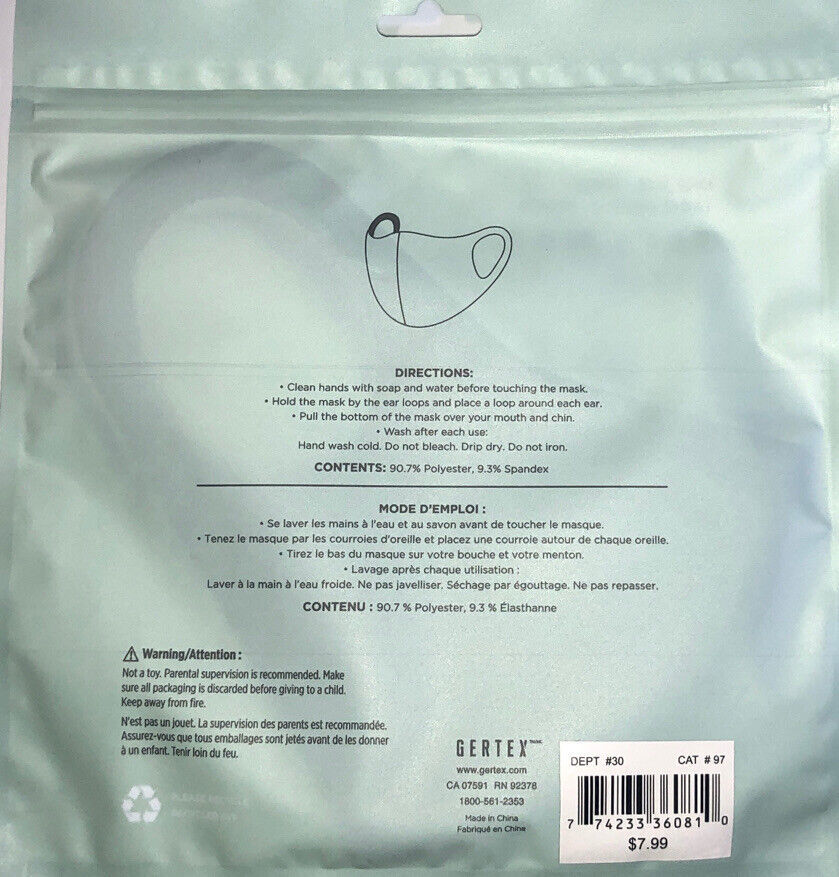 DIRECTIONS:
• Clean hands with soap and water before touching the mask.
• Hold the mask by the ear loops and place a loop around each ear.
• Pull the bottom of the mask over your mouth and chin.
• Wash after each use:
Hand wash cold. Do not bleach. Drip dry. Do not iron.
CONTENTS: 90.7% Polyester, 9.3% Spandex
MODE D'EMPLOI :
• Se laver les mains à l'eau et au savon avant de toucher le masque.
• Tenez le masque par les courroies d'oreille et placez une courroie autour de chaque oreille.
• Tirez le bas du masque sur votre bouche et votre menton.
• Lavage après chaque utilisation :
Laver à la main à l'eau froide. Ne pas javelliser. Séchage par égouttage. Ne pas repasser.
CONTENU : 90.7 % Polyester, 9.3 % Élasthanne
Warning/Attention :
Not a toy. Parental supervision is recommended. Make
sure all packaging is discarded before giving to a child.
Keep away from fire.
N'est pas un jouet. La supervision des parents est recommandée.
Assurez-vous que tous emballages sont jetés avant de les donner
à un enfant. Tenir loin du feu.
GERTEX
www.gertex.com
CA 07591 RN 92378
1800-561-2353
Made in China
Fabriqué en Chine
DEPT #30 CAT # 97
7 74233 36081 0
$7.99